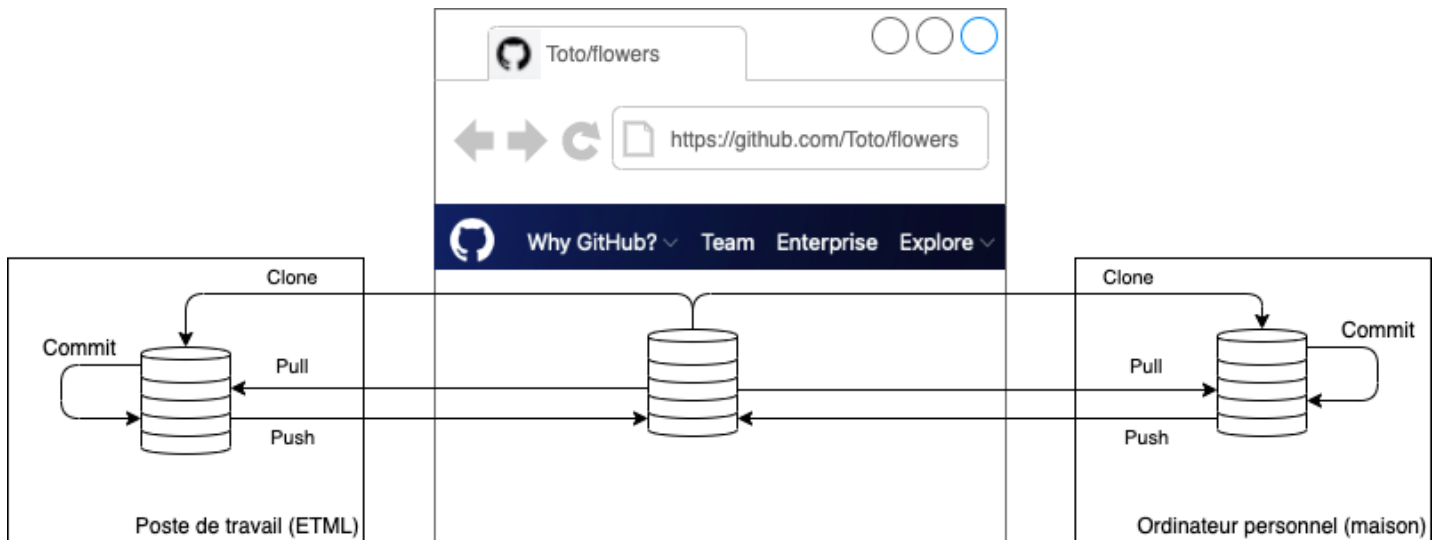 Toto/flowers
https://github.com/Toto/flowers
Why GitHub? Team Enterprise Explore
Clone
Clone
Commit
Commit
Pull
Pull
Push
Push
Poste de travail (ETML)
Ordinateur personnel (maison)